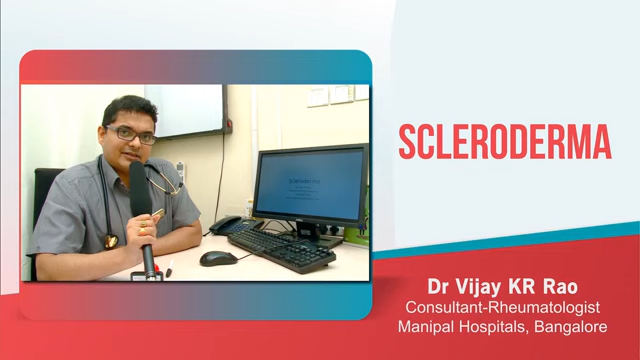 SCLERODERMA
Dr Vijay KR Rao
Consultant-Rheumatologist
Manipal Hospitals, Bangalore